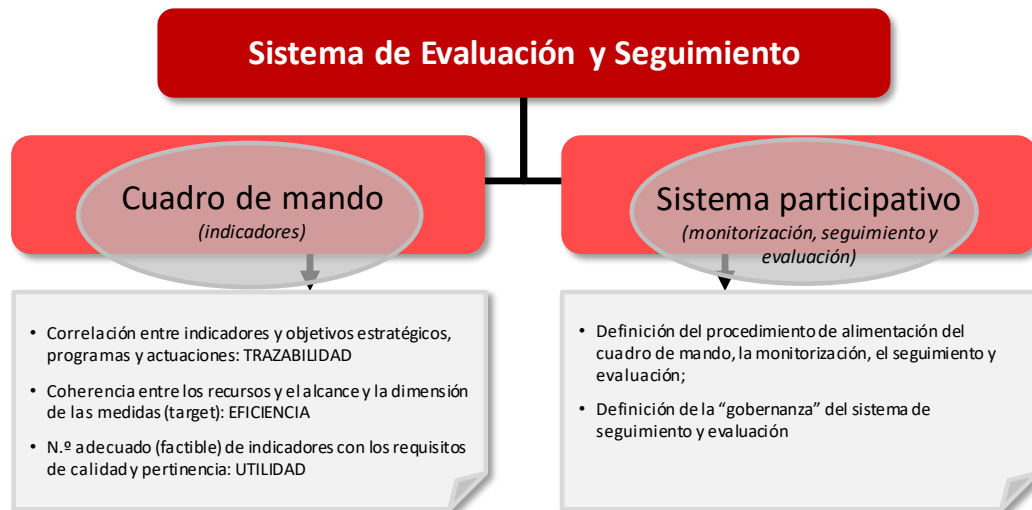 Sistema de Evaluación y Seguimiento
Cuadro de mando
(indicadores)
Sistema participativo
(monitorización, seguimiento y
evaluación)
• Correlación entre indicadores y objetivos estratégicos,
programas y actuaciones: TRAZABILIDAD
• Coherencia entre los recursos y el alcance y la dimensión
de las medidas (target): EFICIENCIA
• N.º adecuado (factible) de indicadores con los requisitos
de calidad y pertinencia: UTILIDAD
• Definición del procedimiento de alimentación del
cuadro de mando, la monitorización, el seguimiento y
evaluación;
• Definición de la “gobernanza” del sistema de
seguimiento y evaluación